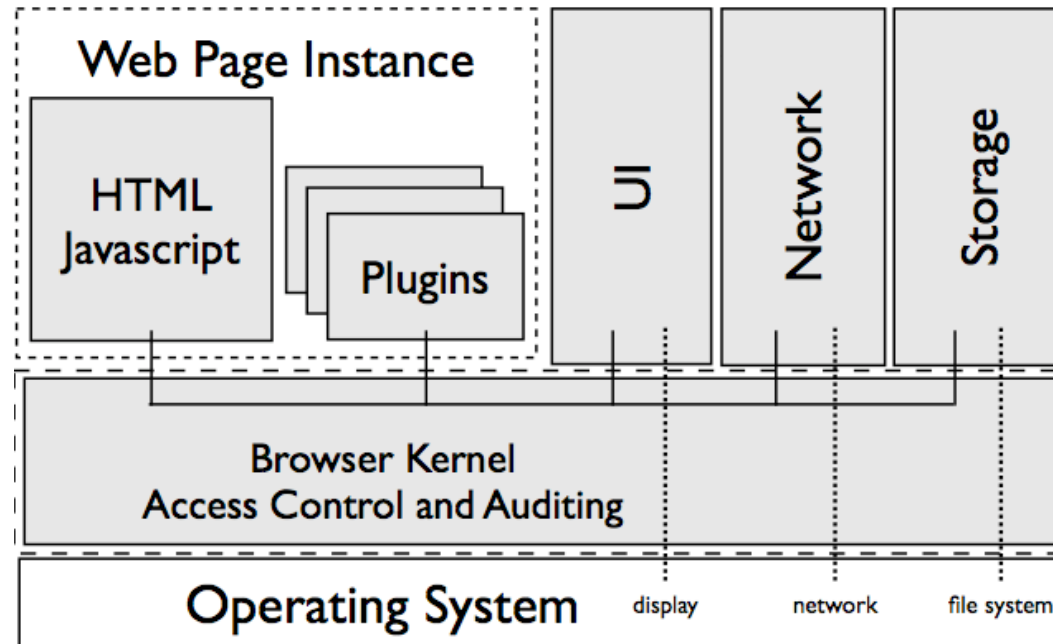 Web Page Instance
HTML
Javascript
Plugins
UI
Network
Storage
Browser Kernel
Access Control and Auditing
Operating System
display
network
file system